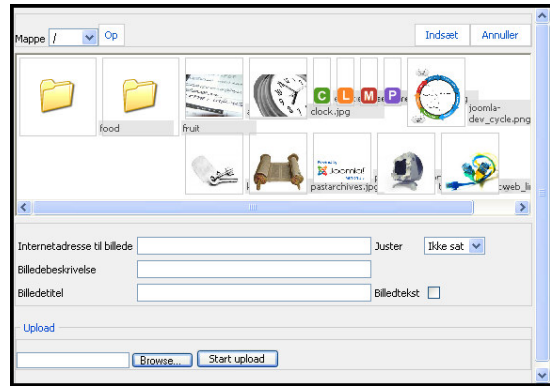 Mappe / Op Indsæt Annuller
C L M P
clock.jpg
joomla-dev_cycle.png
food fruit
Joomla!
pastarchives.jpg
Internetadresse til billede Juster Ikke sat
Billedebeskrivelse
Billedetitel Billedtekst
Upload
Browse... Start upload